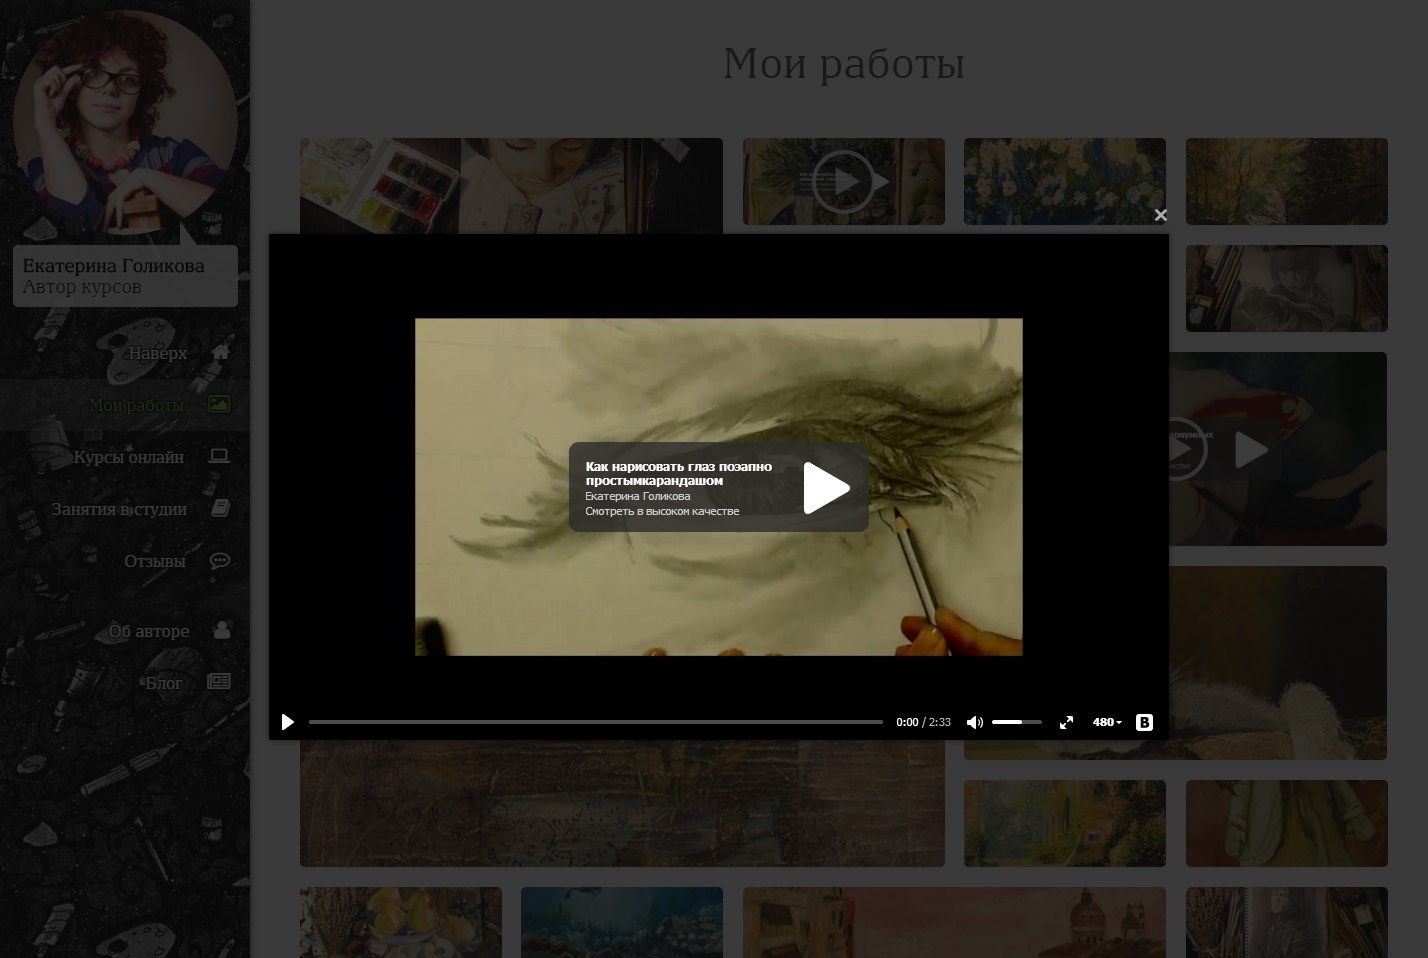 Мои работы
Екатерина Голикова
Автор курсов
Наверх
Мои работы
Курсы онлайн
Занятия в студии
Отзывы
Об авторе
Блог
Как нарисовать глаз поэапно
простымкарандашом
Екатерина Голикова
Смотреть в высоком качестве
0:00 / 2:33
480
B